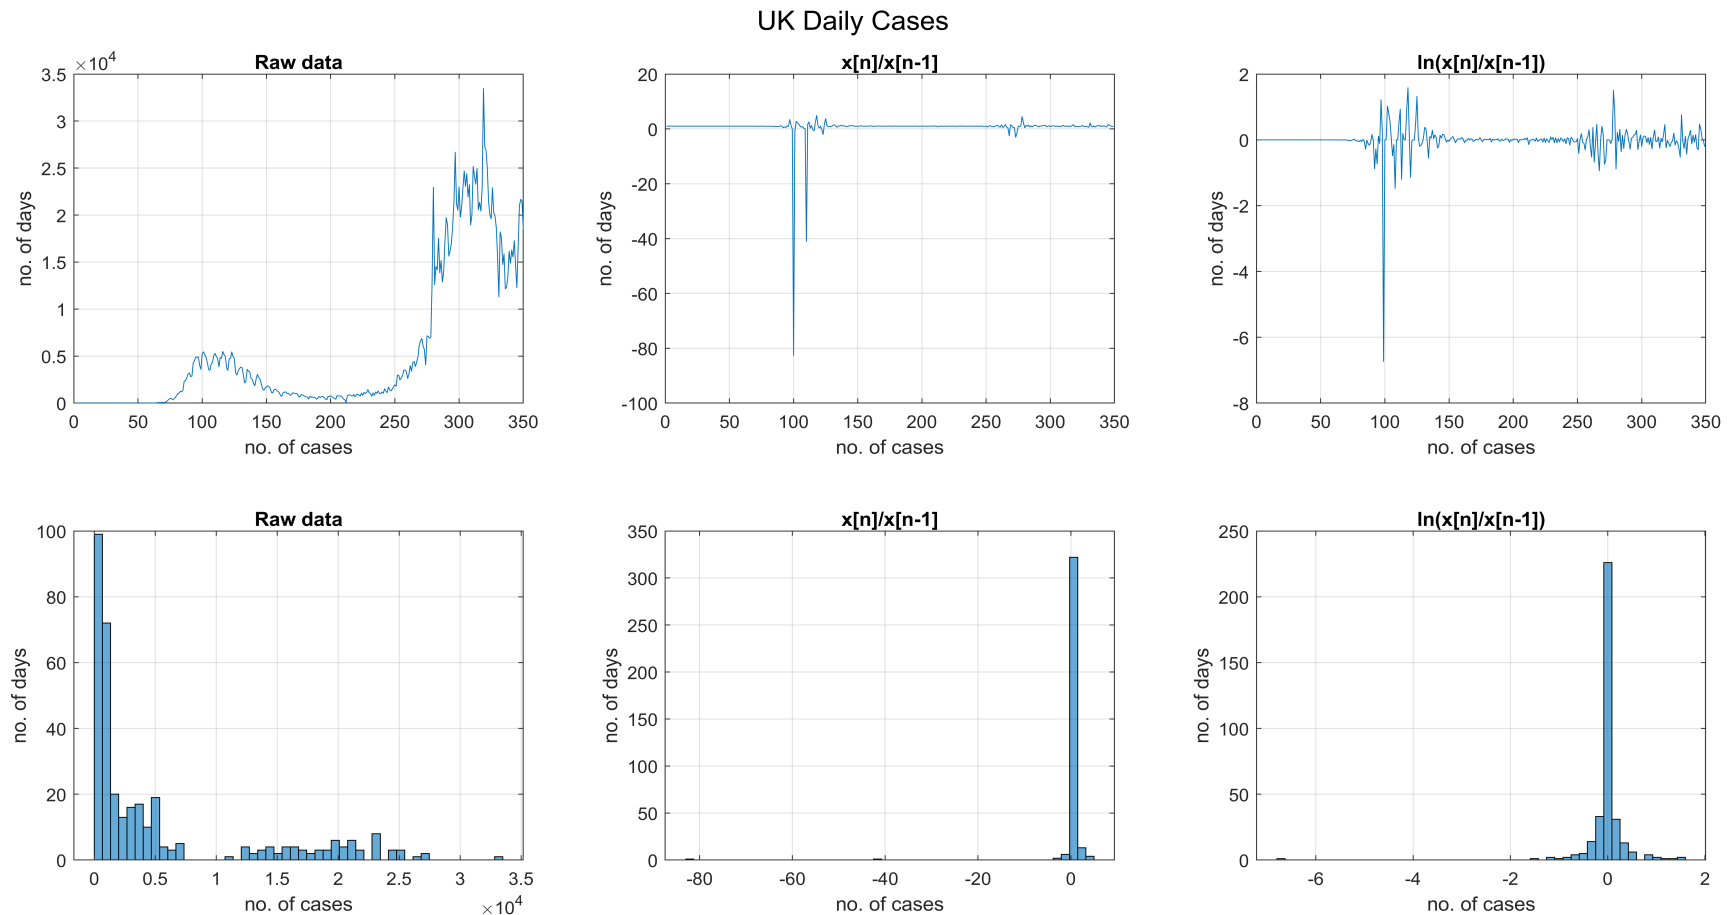 UK Daily Cases
Raw data
×10⁴
3.5
3
2.5
2
1.5
1
0.5
0
no. of days
0 50 100 150 200 250 300 350
no. of cases
x[n]/x[n-1]
20
0
-20
-40
-60
-80
-100
no. of days
0 50 100 150 200 250 300 350
no. of cases
ln(x[n]/x[n-1])
2
0
-2
-4
-6
-8
no. of days
0 50 100 150 200 250 300 350
no. of cases
Raw data
100
80
60
40
20
0
no. of days
0 0.5 1 1.5 2 2.5 3 3.5
no. of cases
×10⁴
x[n]/x[n-1]
350
300
250
200
150
100
50
0
no. of days
-80 -60 -40 -20 0
no. of cases
ln(x[n]/x[n-1])
250
200
150
100
50
0
no. of days
-6 -4 -2 0 2
no. of cases